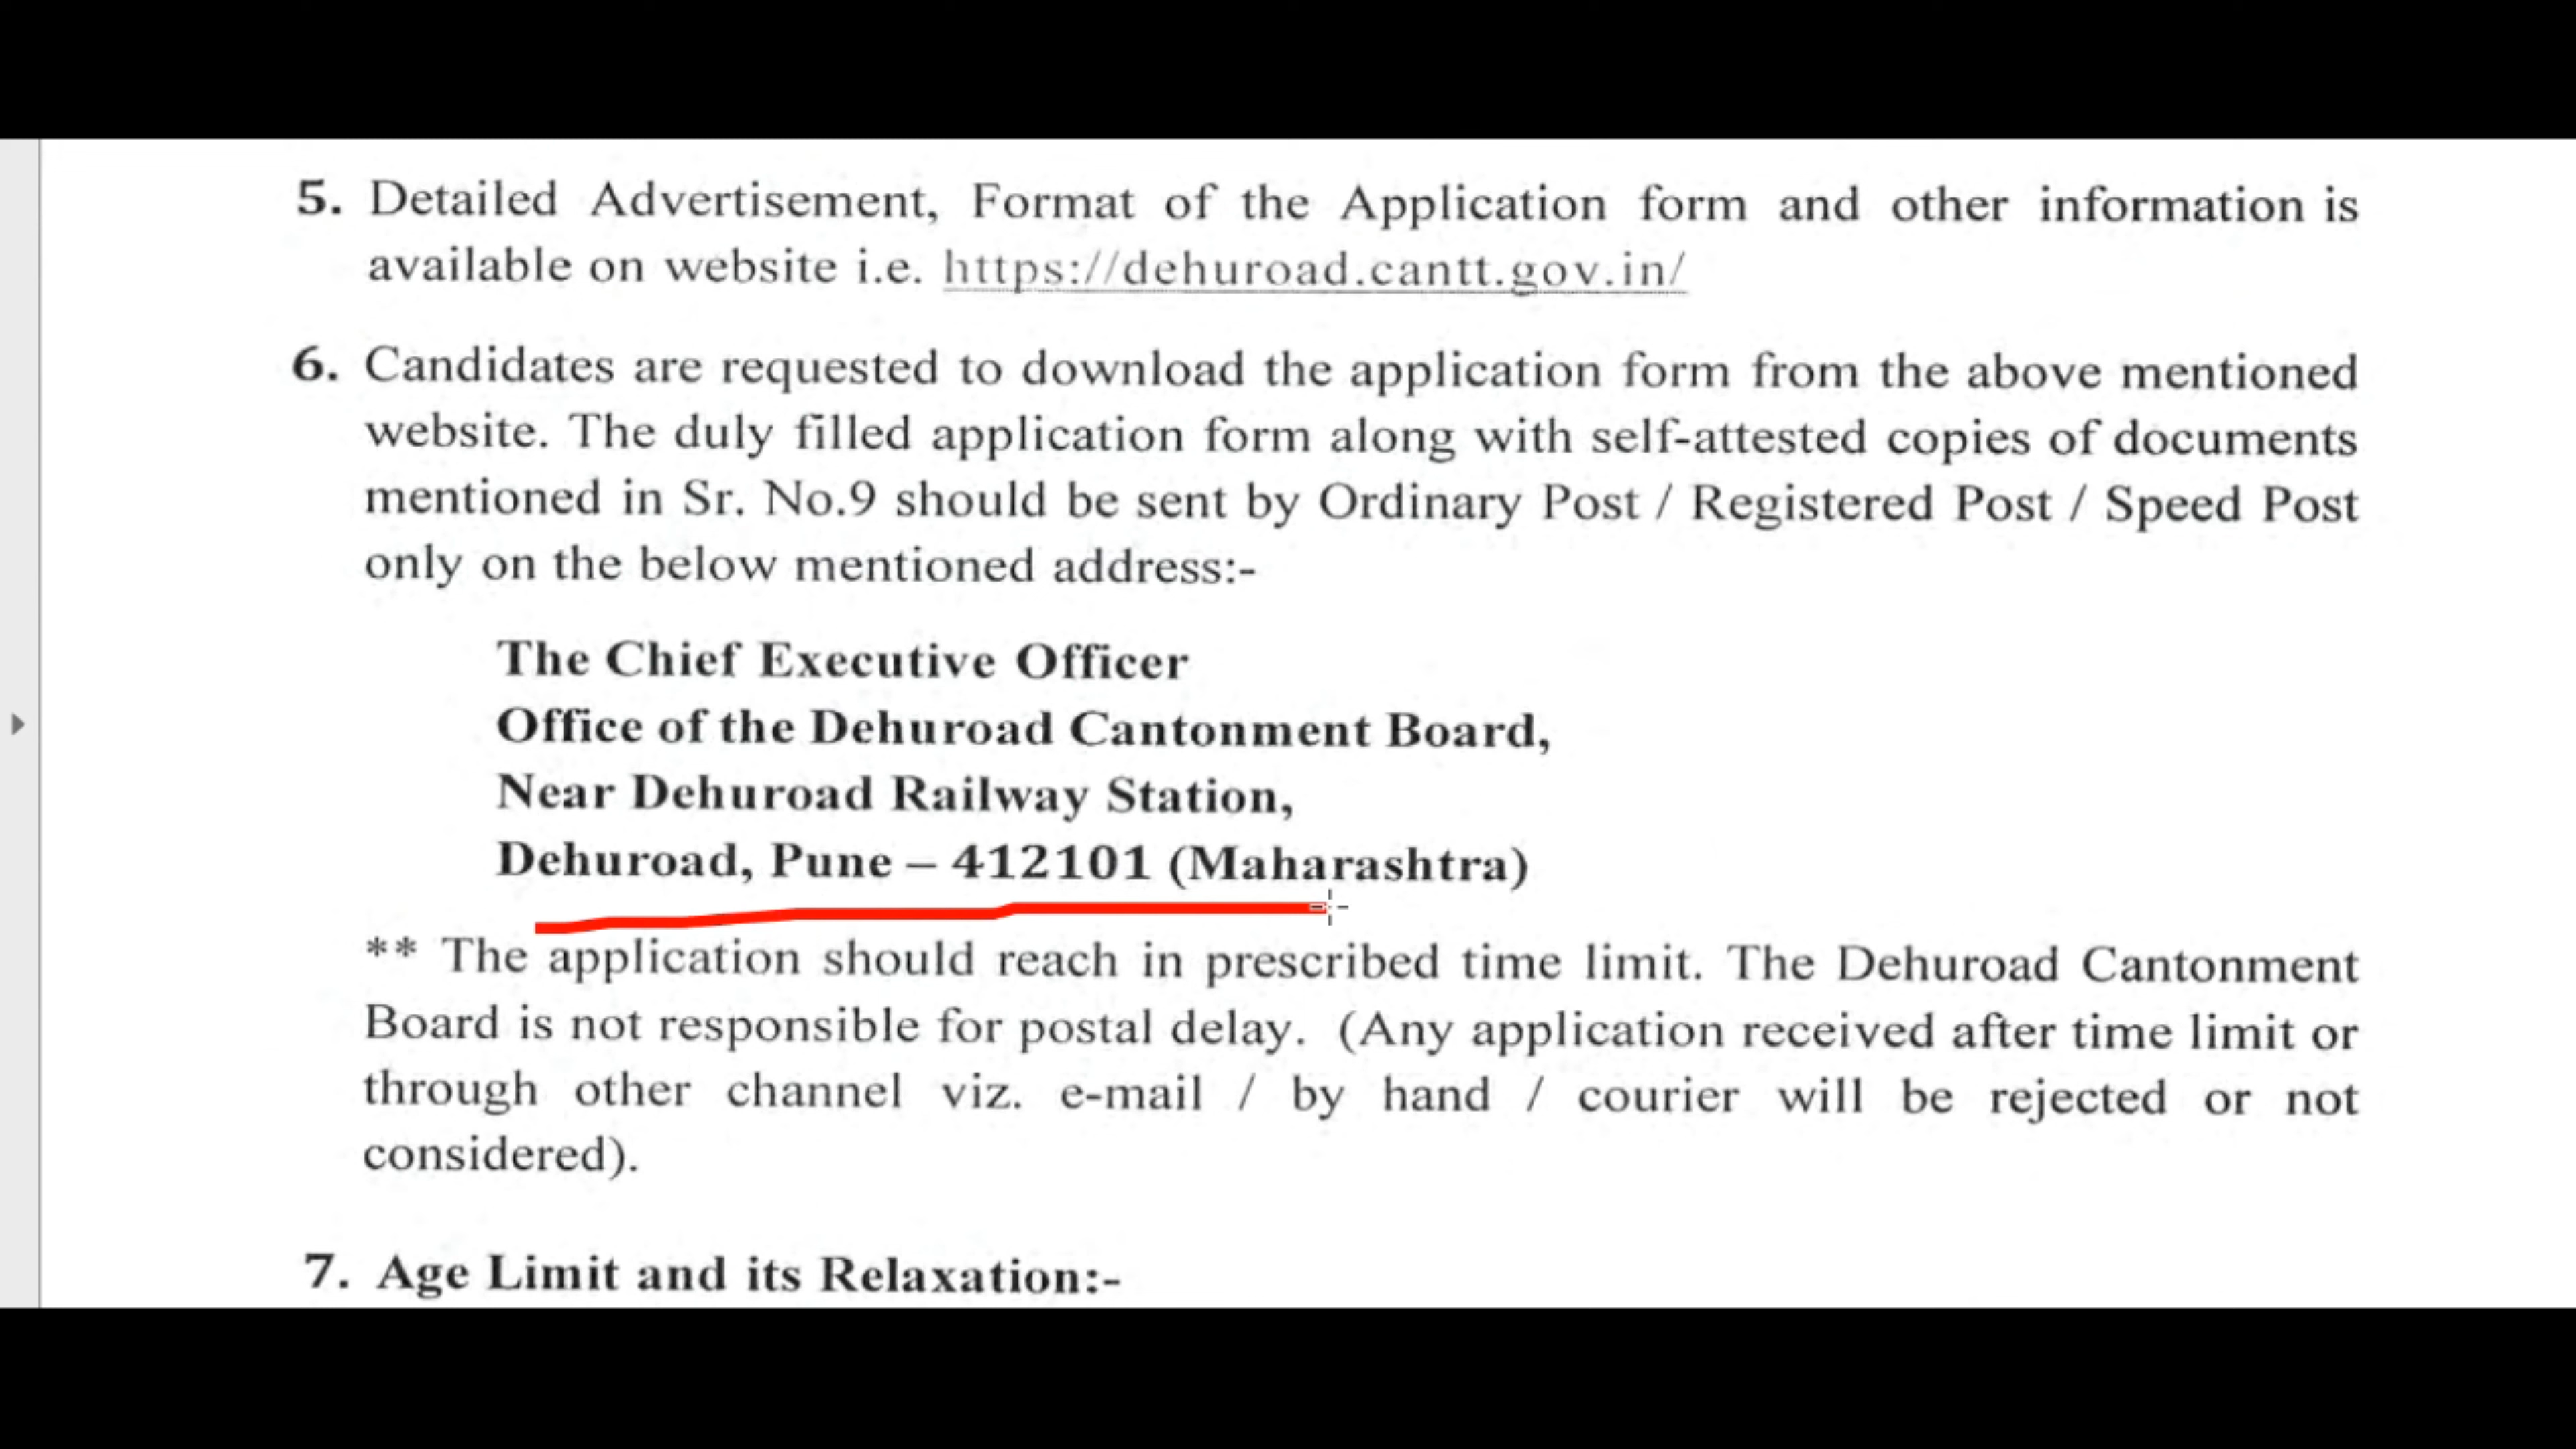 5. Detailed Advertisement, Format of the Application form and other information is
available on website i.e. https://dehuroad.cantt.gov.in/
6. Candidates are requested to download the application form from the above mentioned
website. The duly filled application form along with self-attested copies of documents
mentioned in Sr. No.9 should be sent by Ordinary Post / Registered Post / Speed Post
only on the below mentioned address:-
The Chief Executive Officer
Office of the Dehuroad Cantonment Board,
Near Dehuroad Railway Station,
Dehuroad, Pune – 412101 (Maharashtra)
** The application should reach in prescribed time limit. The Dehuroad Cantonment
Board is not responsible for postal delay. (Any application received after time limit or
through other channel viz. e-mail / by hand / courier will be rejected or not
considered).
7. Age Limit and its Relaxation:-